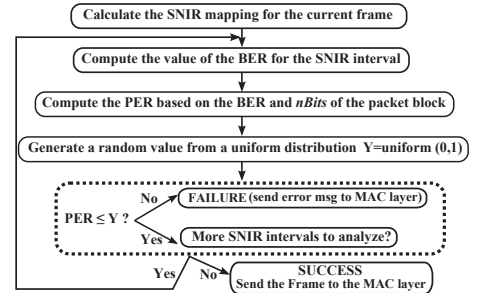 Calculate the SNIR mapping for the current frame
Compute the value of the BER for the SNIR interval
Compute the PER based on the BER and nBits of the packet block
Generate a random value from a uniform distribution Y=uniform (0,1)
No
FAILURE (send error msg to MAC layer)
PER ≤ Y ?
Yes
More SNIR intervals to analyze?
Yes
No
SUCCESS
Send the Frame to the MAC layer